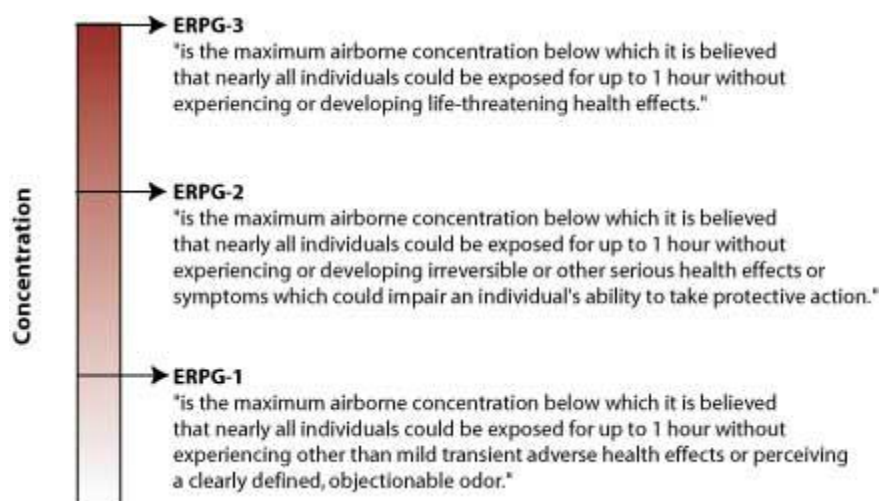 ERPG-3
"is the maximum airborne concentration below which it is believed
that nearly all individuals could be exposed for up to 1 hour without
experiencing or developing life-threatening health effects."
ERPG-2
"is the maximum airborne concentration below which it is believed
that nearly all individuals could be exposed for up to 1 hour without
experiencing or developing irreversible or other serious health effects or
symptoms which could impair an individual's ability to take protective action."
Concentration
ERPG-1
"is the maximum airborne concentration below which it is believed
that nearly all individuals could be exposed for up to 1 hour without
experiencing other than mild transient adverse health effects or perceiving
a clearly defined, objectionable odor."